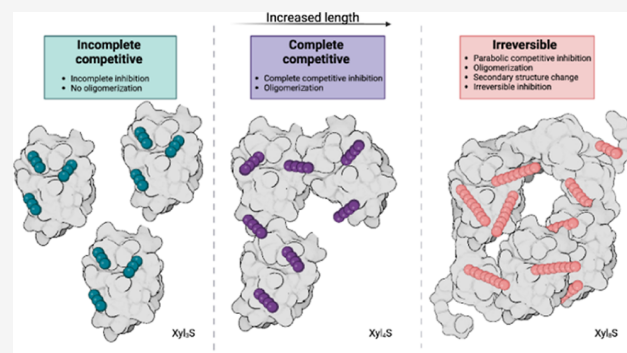 Increased length
Incomplete
competitive
• Incomplete inhibition
• No oligomerization
Complete
competitive
• Complete competitive inhibition
• Oligomerization
Irreversible
• Parabolic competitive inhibition
• Oligomerization
• Secondary structure change
• Irreversible inhibition
Xyl₃S
Xyl₄S
Xyl₈S